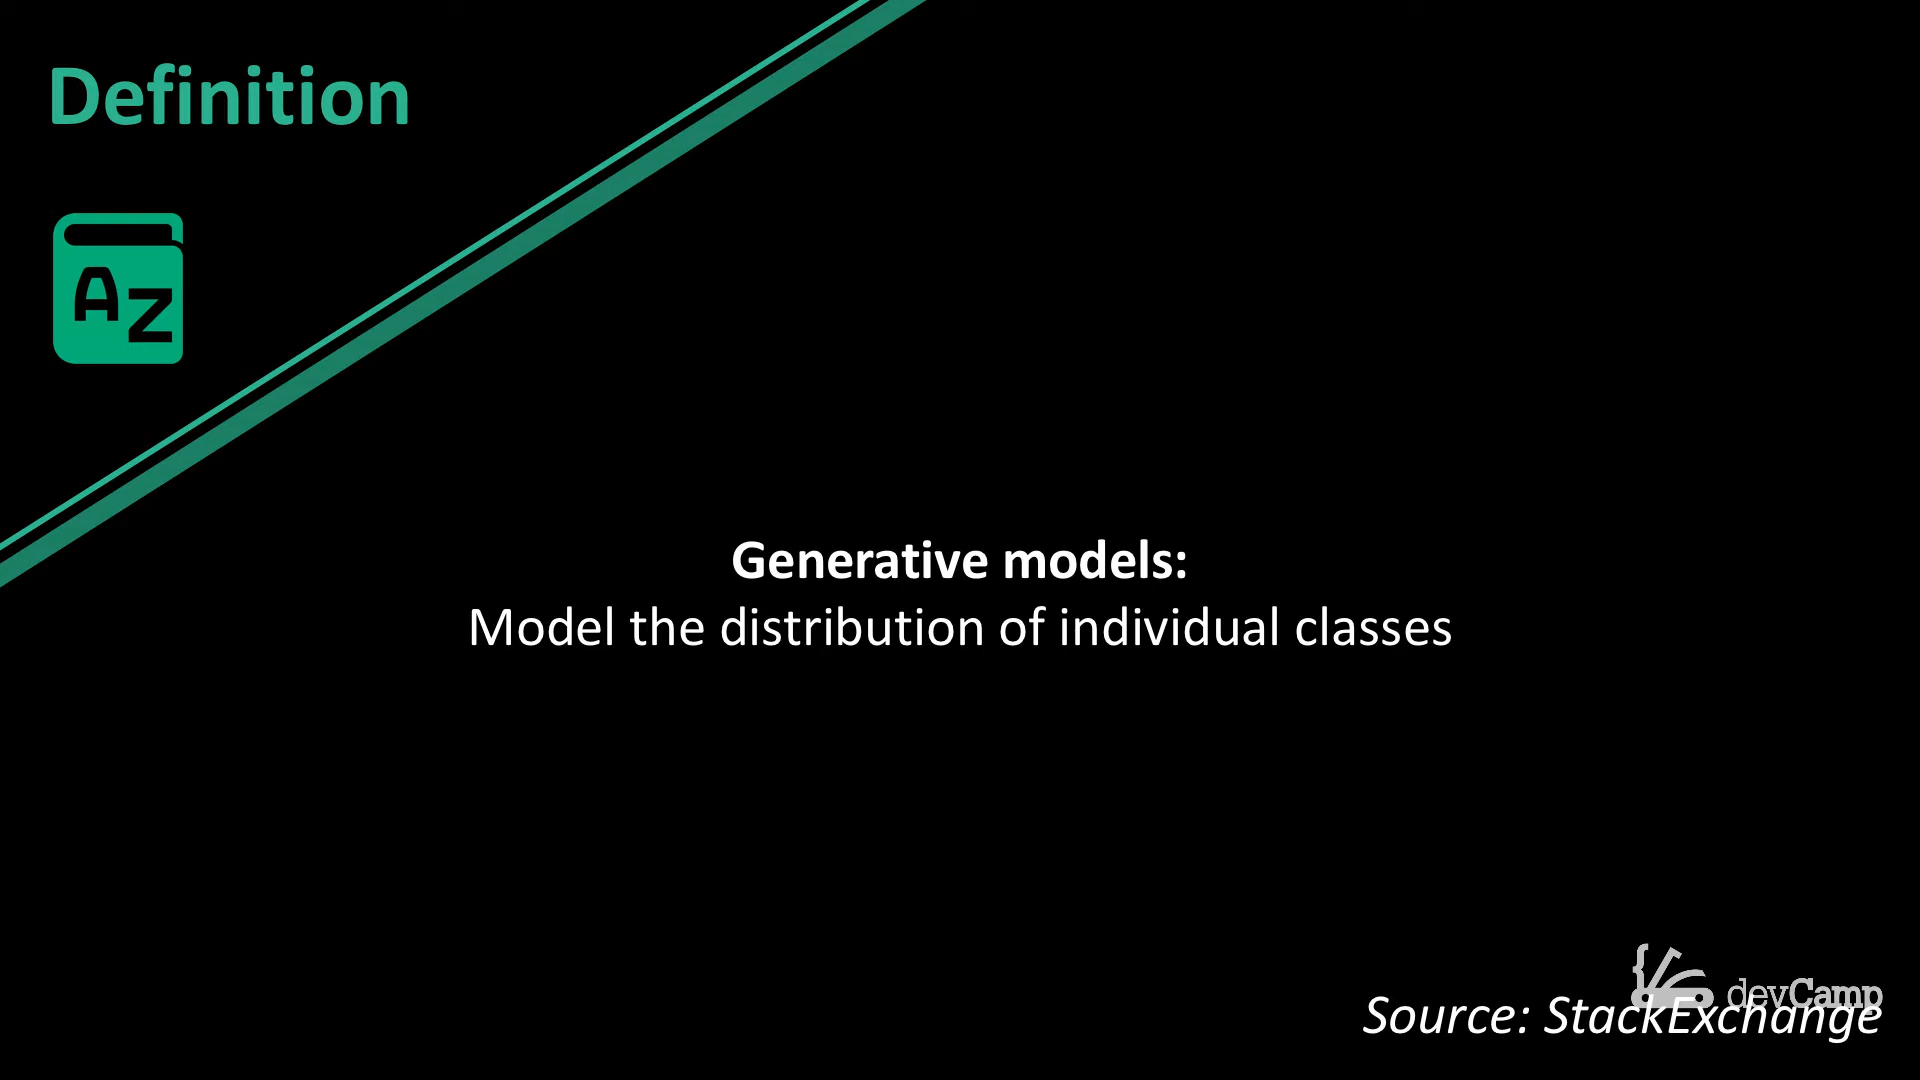 Definition
AZ
Generative models:
Model the distribution of individual classes
devCamp
Source: StackExchange